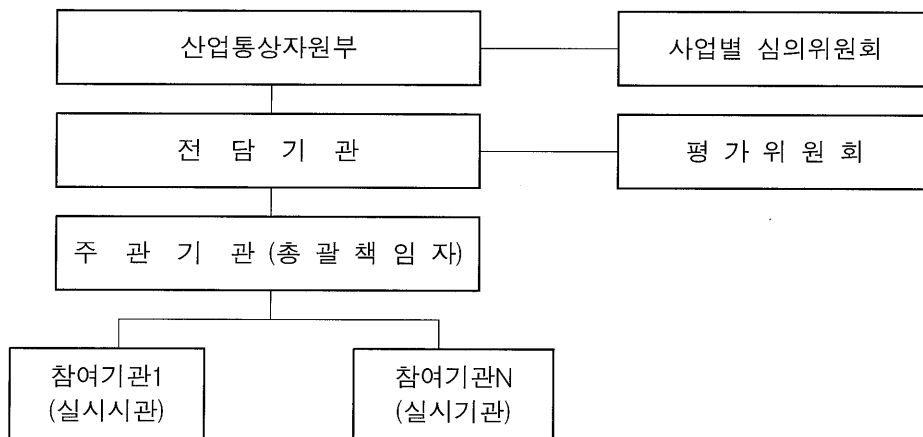 산업통상자원부
사업별 심의위원회
전 담 기 관
평 가 위 원 회
주 관 기 관 (총 괄 책 임 자)
참여기관1
(실시시관)
참여기관N
(실시기관)